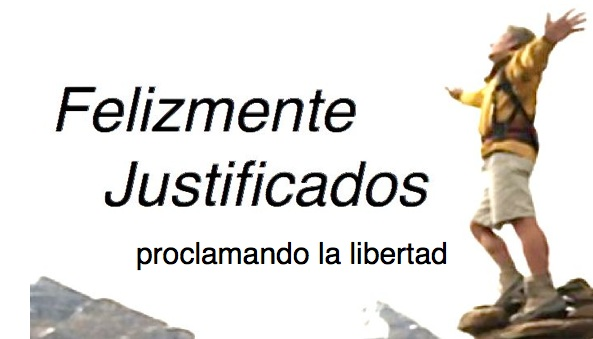 Felizmente
Justificados
proclamando la libertad